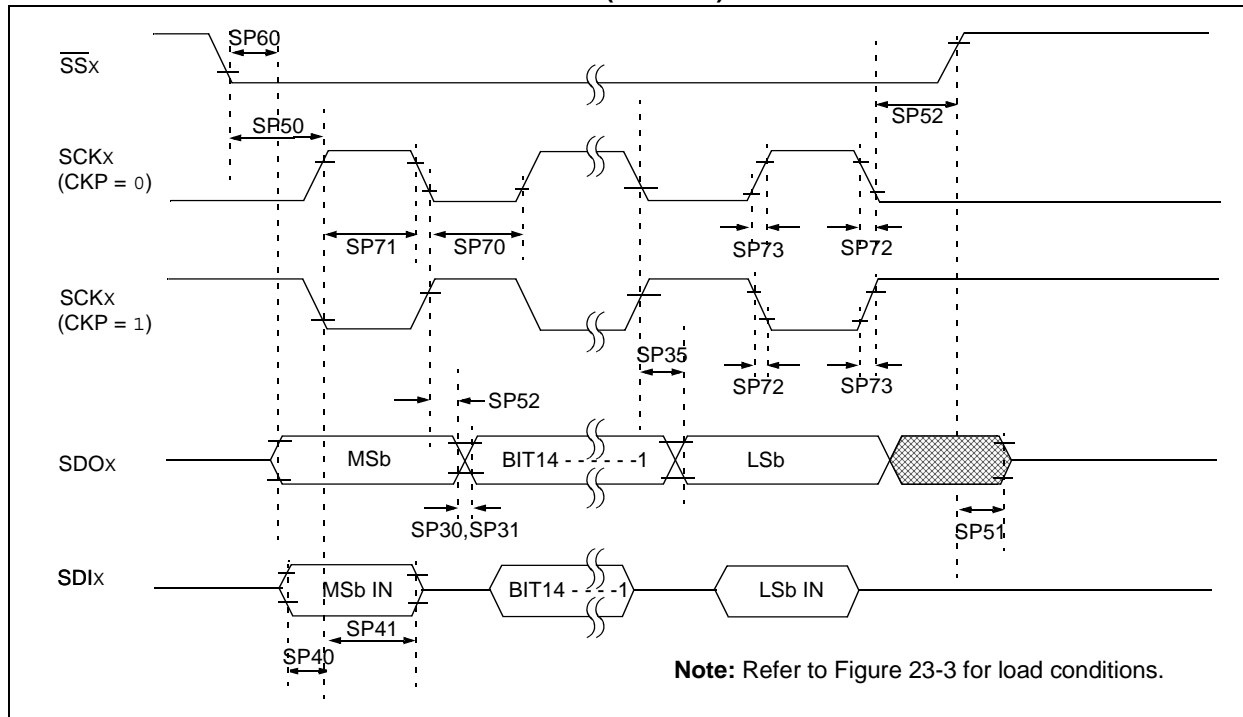 SP60
SSX
SP50
SP52
SCKX
(CKP = 0)
SP71
SP70
SP73
SP72
SCKX
(CKP = 1)
SP35
SP72
SP73
SP52
SDOX
MSb
BIT14 - - - - - -1
LSb
SP30,SP31
SP51
SDIX
MSb IN
BIT14 - - - -1
LSb IN
SP41
SP40
Note: Refer to Figure 23-3 for load conditions.